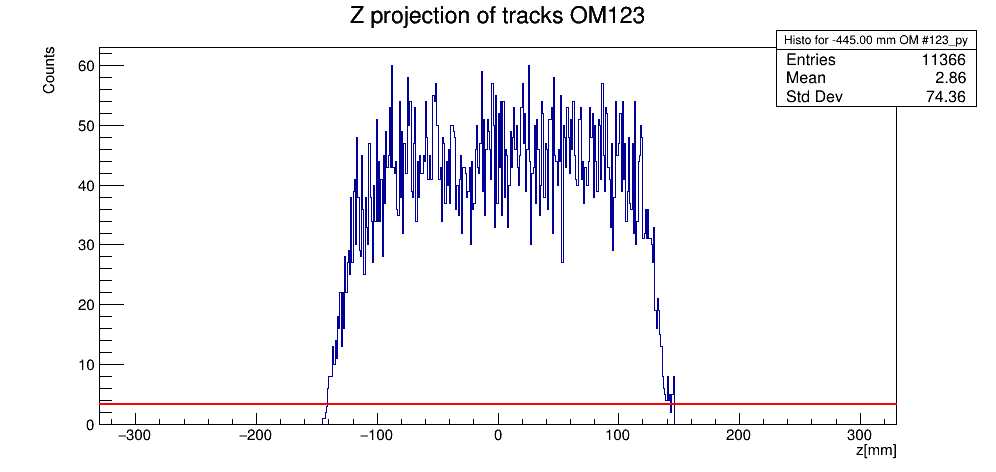 Z projection of tracks OM123
Histo for -445.00 mm OM #123_py
Entries 11366
Mean 2.86
Std Dev 74.36
Counts
60
50
40
30
20
10
0
−300 −200 −100 0 100 200 300
z[mm]